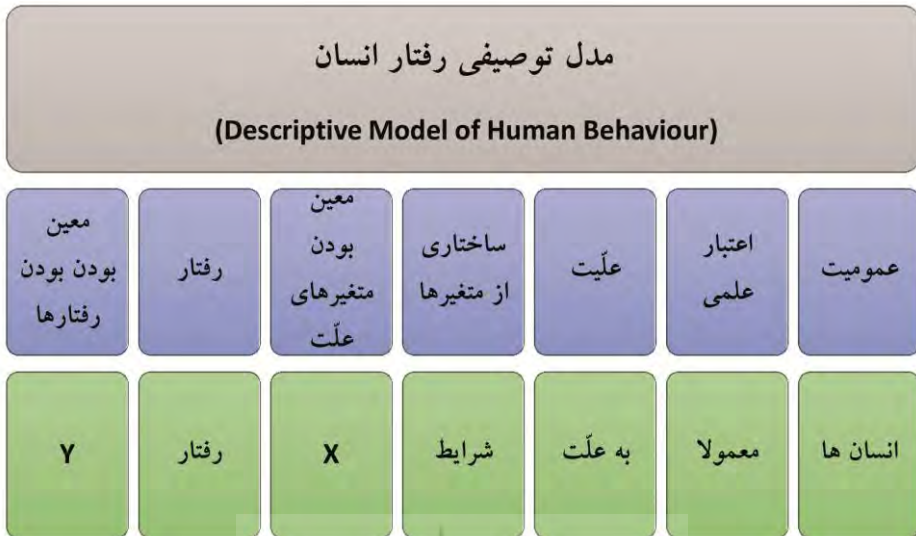 مدل توصیفی رفتار انسان
(Descriptive Model of Human Behaviour)
عمومیت
اعتبار
علمی
علّیت
ساختاری
از متغیرها
معین
بودن
متغیرهای
علّت
رفتار
معین
بودن بودن
رفتارها
انسان ها
معمولا
به علّت
شرایط
X
رفتار
Y